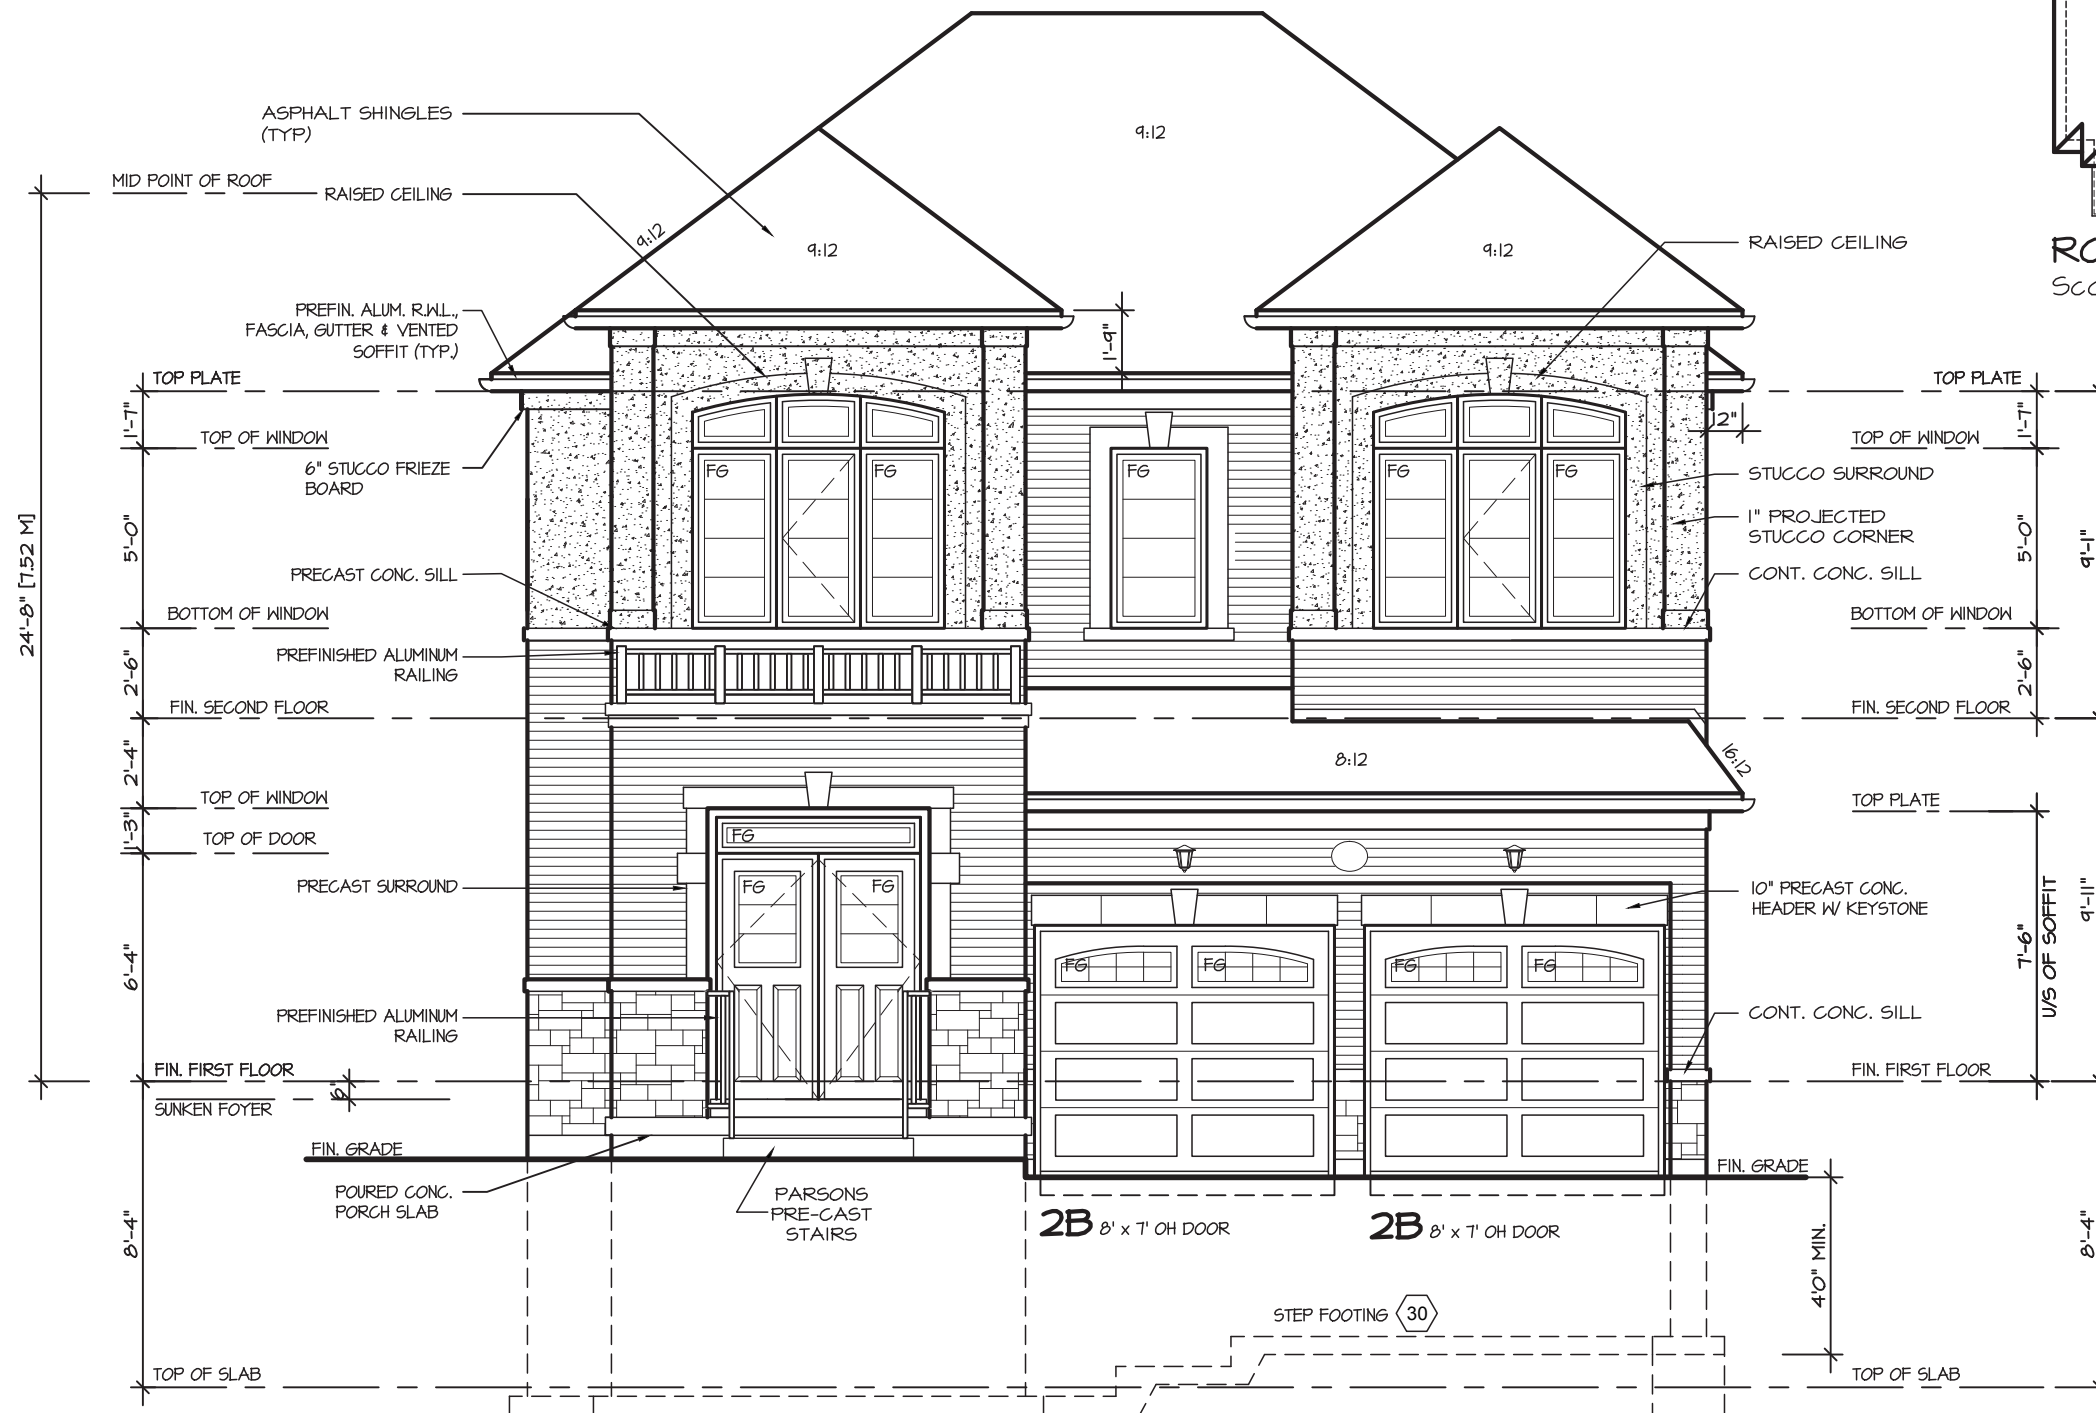 ASPHALT SHINGLES
(TYP)
9:12
MID POINT OF ROOF
RAISED CEILING
9:12
9:12
9:12
RAISED CEILING
RO
SCA
PREFIN. ALUM. R.W.L.,
FASCIA, GUTTER & VENTED
SOFFIT (TYP.)
1'-9"
TOP PLATE
TOP PLATE
1'-7"
1'-7"
12"
TOP OF WINDOW
TOP OF WINDOW
6" STUCCO FRIEZE
BOARD
FG
FG
FG
FG
FG
STUCCO SURROUND
1" PROJECTED
STUCCO CORNER
5'-0"
5'-0"
9'-1"
24'-8" [7.52 M]
PRECAST CONC. SILL
CONT. CONC. SILL
BOTTOM OF WINDOW
BOTTOM OF WINDOW
PREFINISHED ALUMINUM
RAILING
2'-6"
2'-6"
FIN. SECOND FLOOR
FIN. SECOND FLOOR
2'-4"
8:12
16:12
TOP OF WINDOW
TOP PLATE
1'-3"
TOP OF DOOR
FG
PRECAST SURROUND
FG
FG
10" PRECAST CONC.
HEADER W/ KEYSTONE
9'-11"
6'-4"
7'-6"
U/S OF SOFFIT
FG
FG
FG
FG
PREFINISHED ALUMINUM
RAILING
CONT. CONC. SILL
FIN. FIRST FLOOR
FIN. FIRST FLOOR
6"
SUNKEN FOYER
FIN. GRADE
FIN. GRADE
POURED CONC.
PORCH SLAB
PARSONS
PRE-CAST
STAIRS
2B 8' x 7' OH DOOR
2B 8' x 7' OH DOOR
8'-4"
8'-4"
4'0" MIN.
STEP FOOTING 30
TOP OF SLAB
TOP OF SLAB